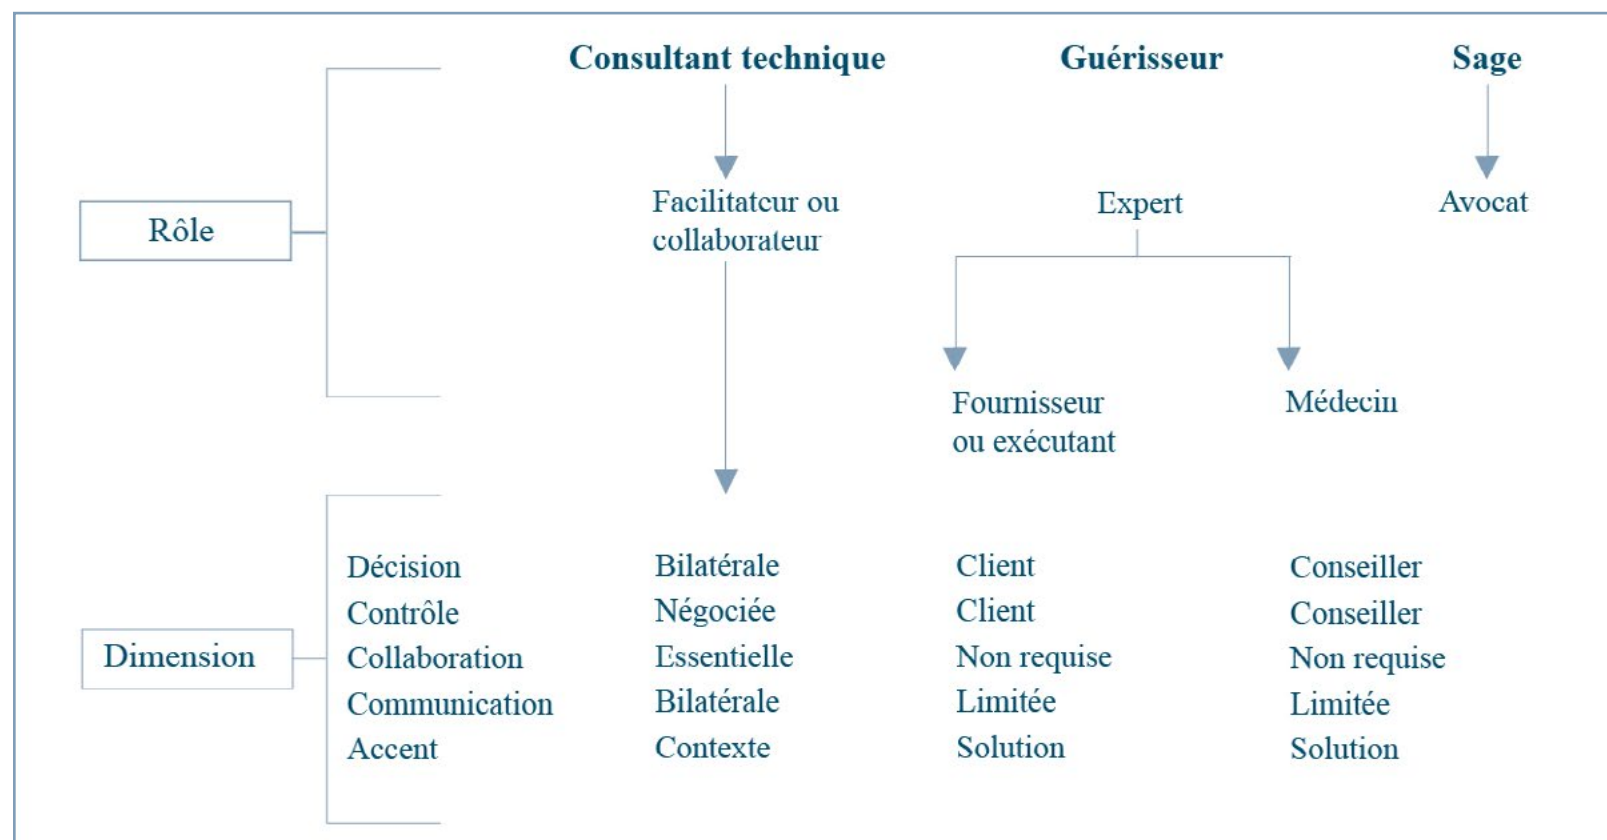 Consultant technique Guérisseur Sage
Rôle
Facilitateur ou
collaborateur
Expert
Avocat
Fournisseur
ou exécutant
Médecin
Dimension
Décision Bilatérale Client Conseiller
Contrôle Négociée Client Conseiller
Collaboration Essentielle Non requise Non requise
Communication Bilatérale Limitée Limitée
Accent Contexte Solution Solution